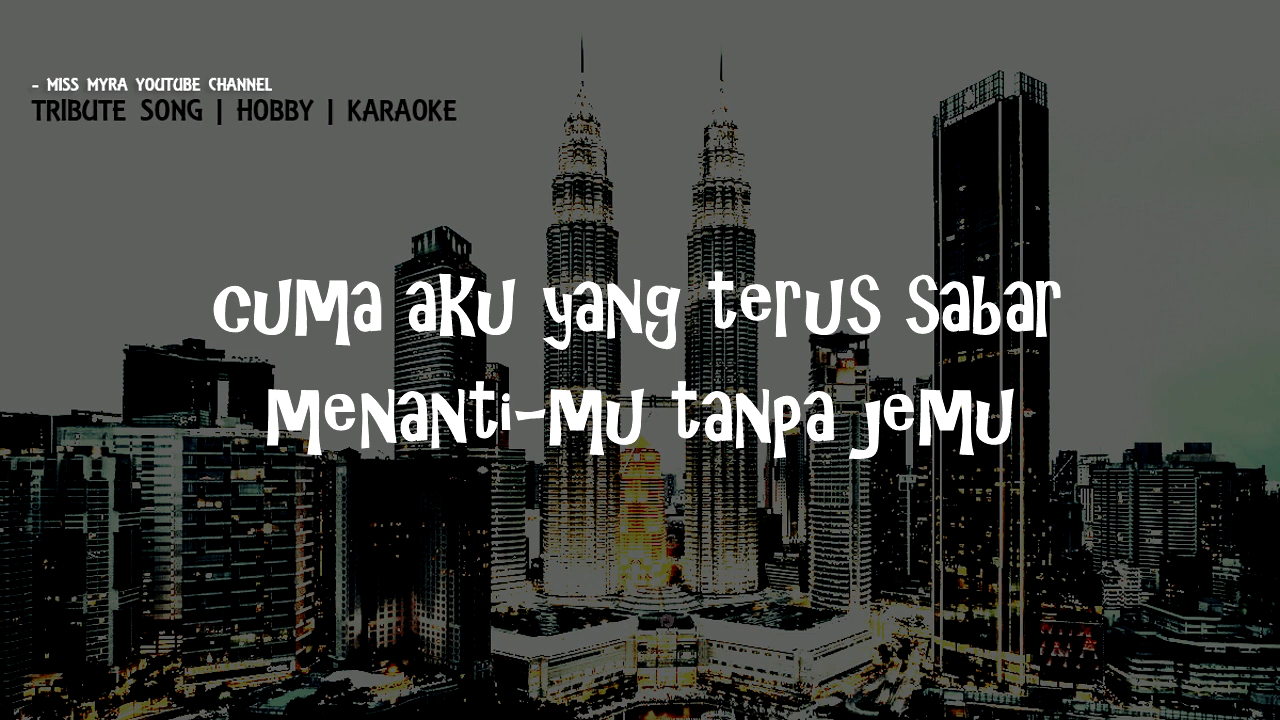 - MISS MYRA YOUTUBE CHANNEL
TRIBUTE SONG | HOBBY | KARAOKE
cuma aku yang terus sabar
menanti-mu tanpa jemu